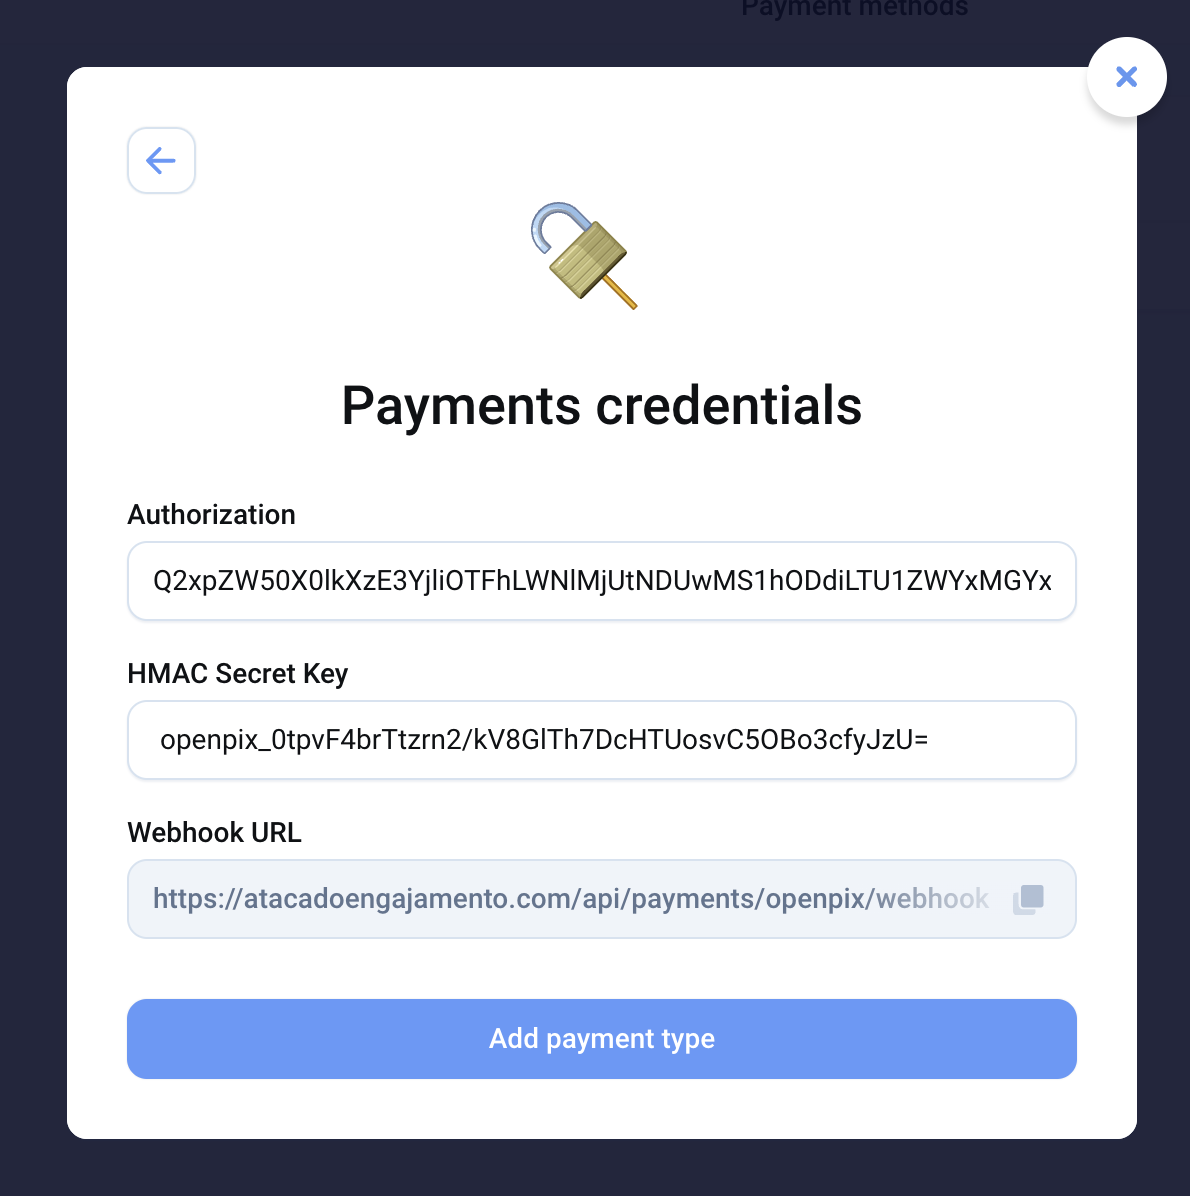 Payment methods
Payments credentials
Authorization
Q2xpZW50X0lkXzE3YjliOTFhLWNlMjUtNDUwMS1hODdiLTU1ZWYxMGYx
HMAC Secret Key
openpix_0tpvF4brTtzrn2/kV8GlTh7DcHTUosvC5OBo3cfyJzU=
Webhook URL
https://atacadoengajamento.com/api/payments/openpix/webhook
Add payment type